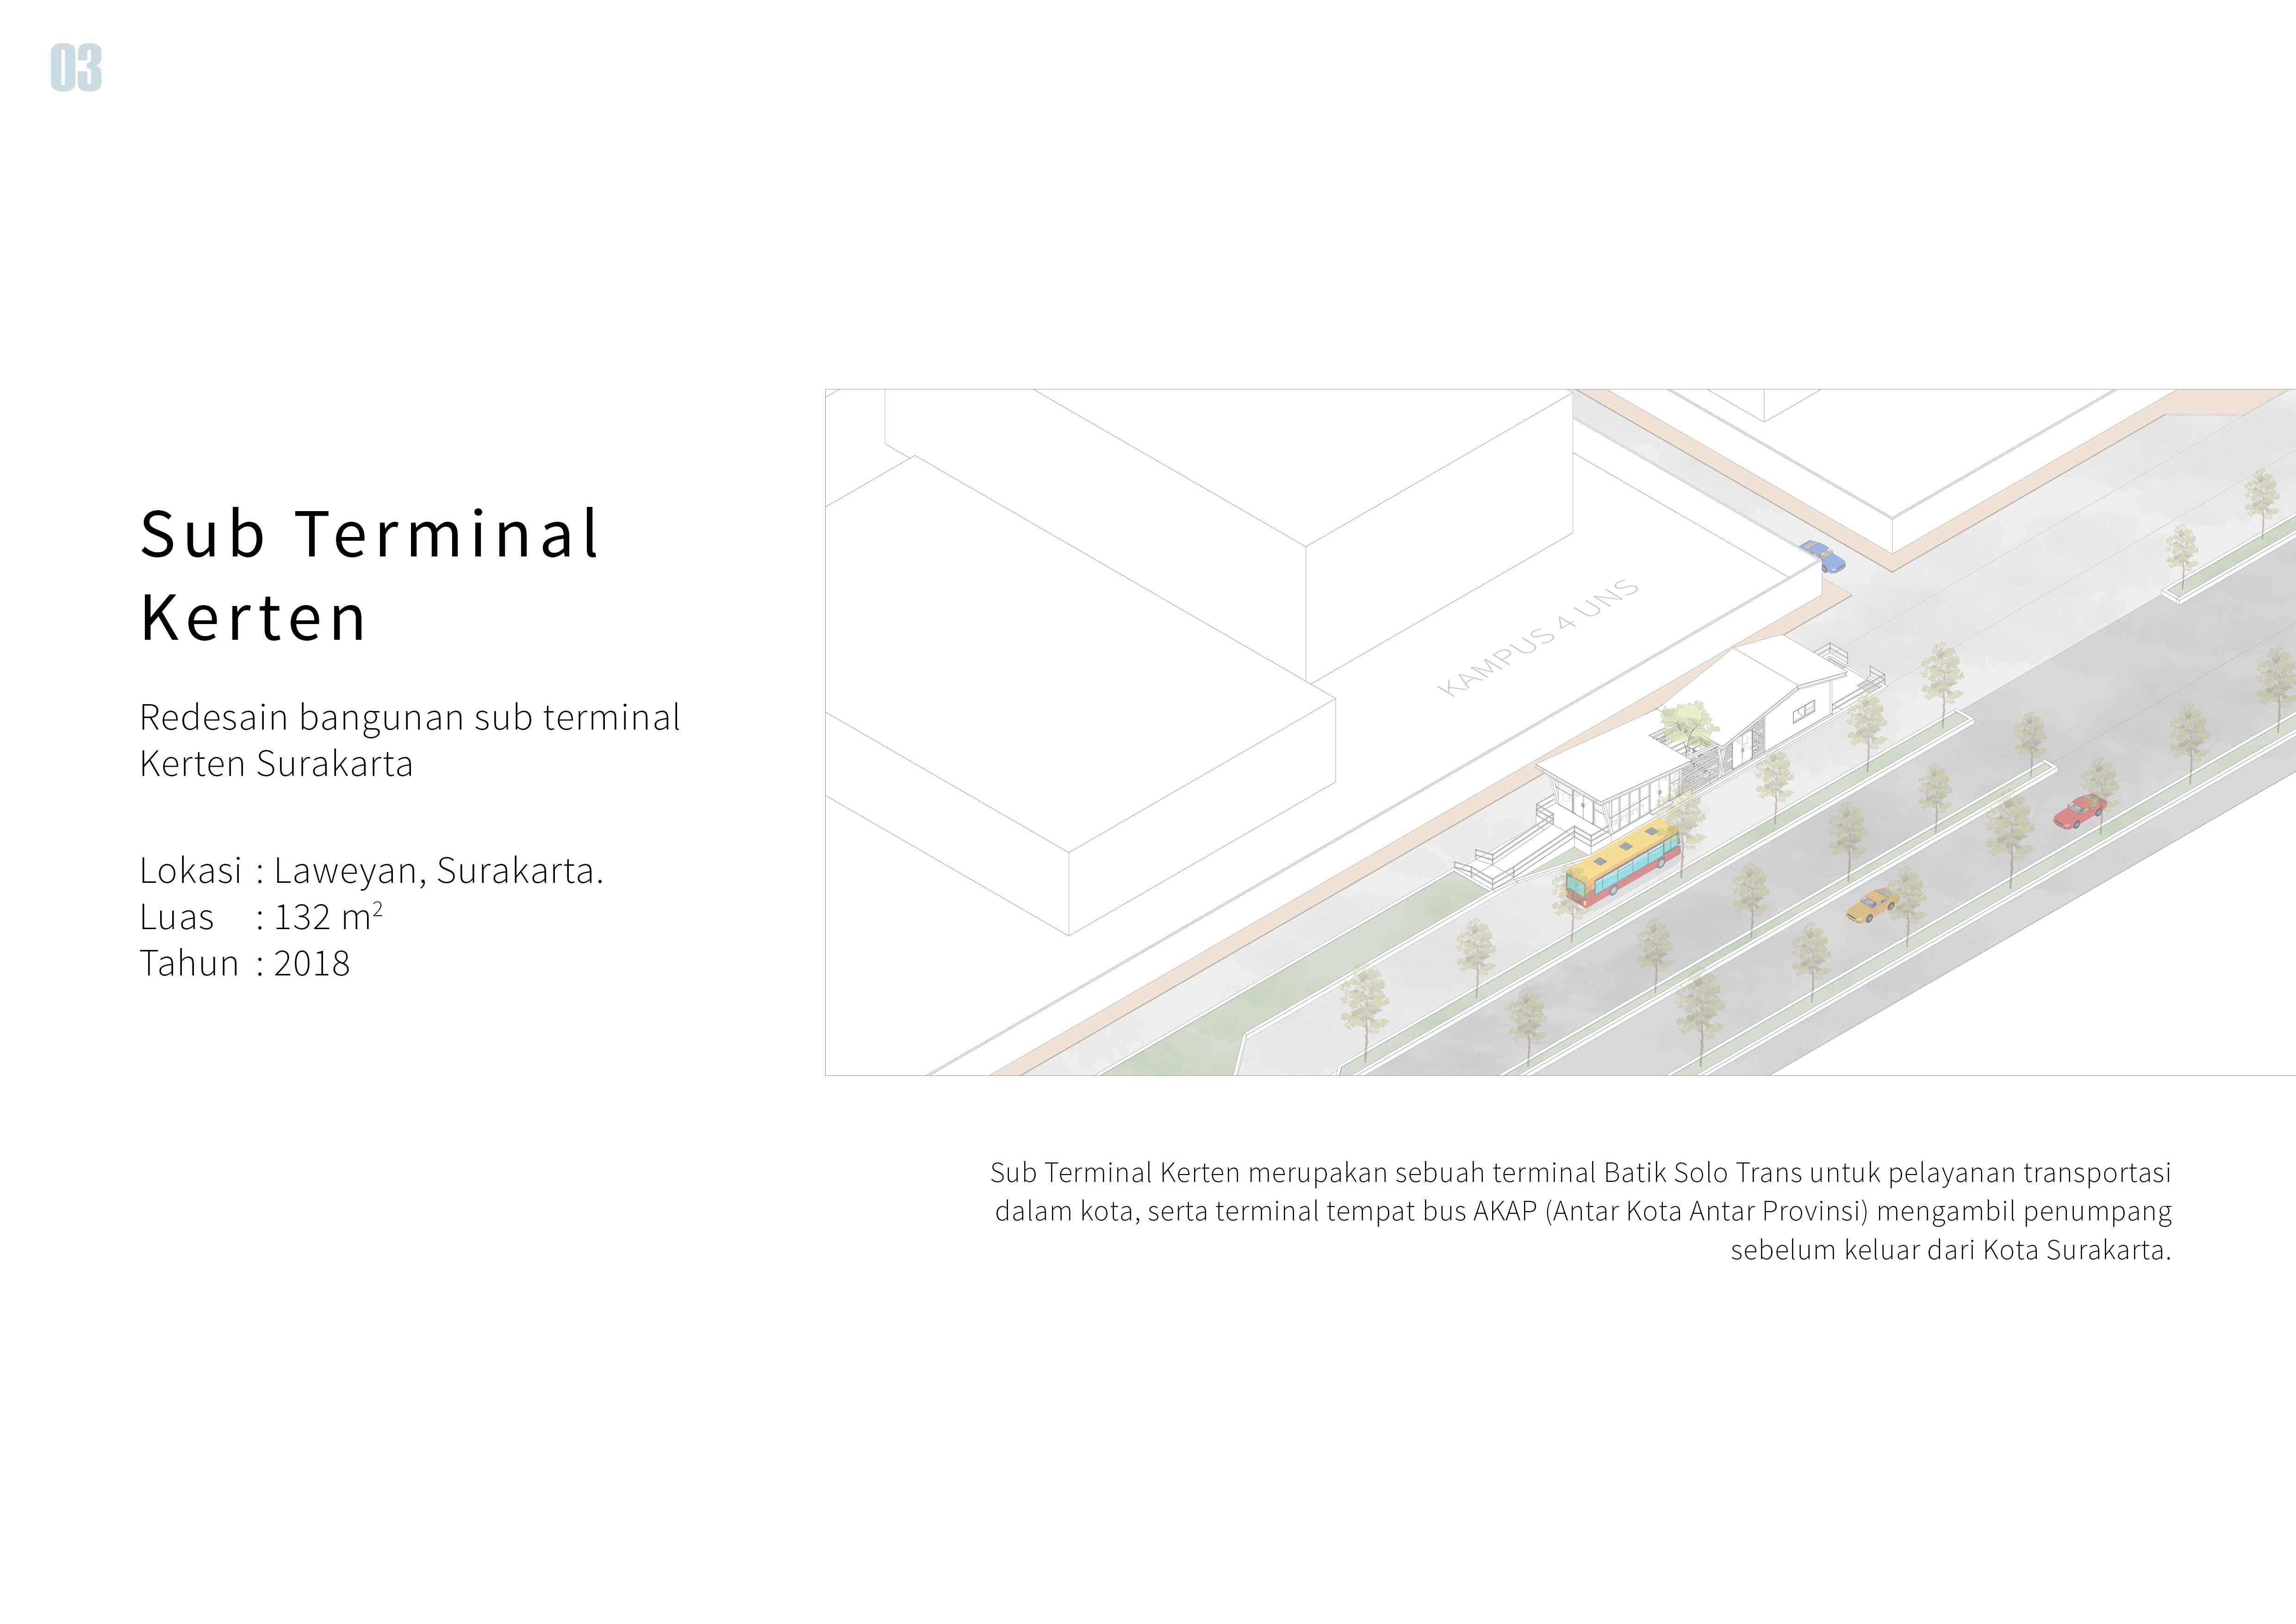 03
Sub Terminal
Kerten
Redesain bangunan sub terminal
Kerten Surakarta
Lokasi : Laweyan, Surakarta.
Luas : 132 m²
Tahun : 2018
KAMPUS 4 UNS
Sub Terminal Kerten merupakan sebuah terminal Batik Solo Trans untuk pelayanan transportasi
dalam kota, serta terminal tempat bus AKAP (Antar Kota Antar Provinsi) mengambil penumpang
sebelum keluar dari Kota Surakarta.